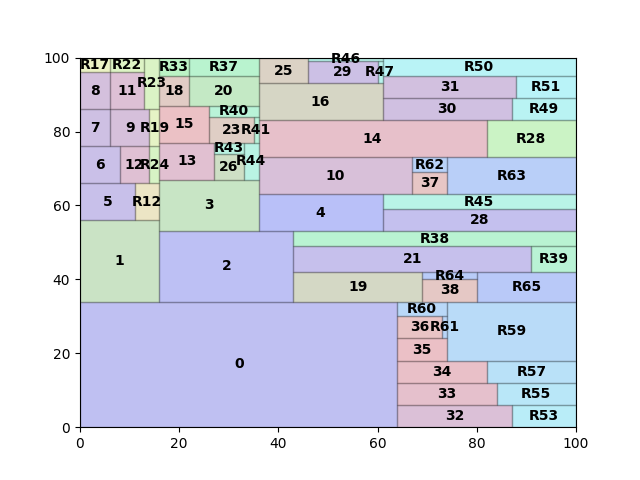 R46
100 R17 R22 R33 R37 25 29 R47 R50
R23
8 11 18 20 31 R51
16
80 R40 30 R49
7 9 R19 15 23 R41 14 R28
R43
6 12 R24 13 26 R44 R62
10 37 R63
60 5 R12 3 4 R45
28
R38
1 2 21 R39
40 19 R64 38 R65
R60
36 R61 R59
20 35
0 34 R57
33 R55
32 R53
0
0 20 40 60 80 100